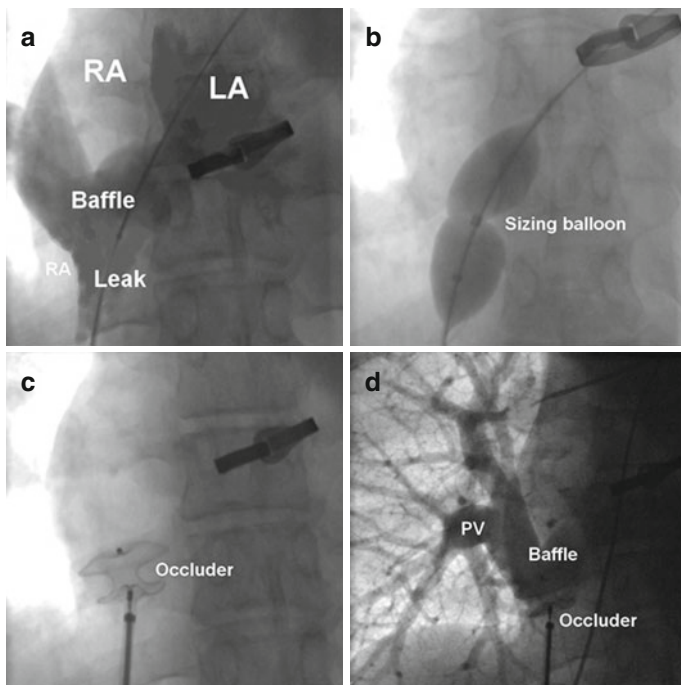 a
RA
LA
Baffle
RA
Leak
b
Sizing balloon
c
Occluder
d
PV
Baffle
Occluder